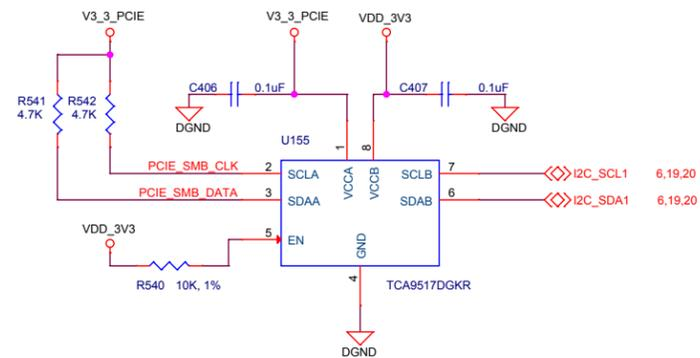 V3_3_PCIE
V3_3_PCIE
VDD_3V3
C406
0.1uF
C407
0.1uF
R541
4.7K
R542
4.7K
DGND
DGND
U155
1
8
PCIE_SMB_CLK
2
SCLA
VCCA
VCCB
SCLB
7
I2C_SCL1
6,19,20
PCIE_SMB_DATA
3
SDAA
SDAB
6
I2C_SDA1
6,19,20
VDD_3V3
5
EN
GND
R540
10K, 1%
4
TCA9517DGKR
DGND